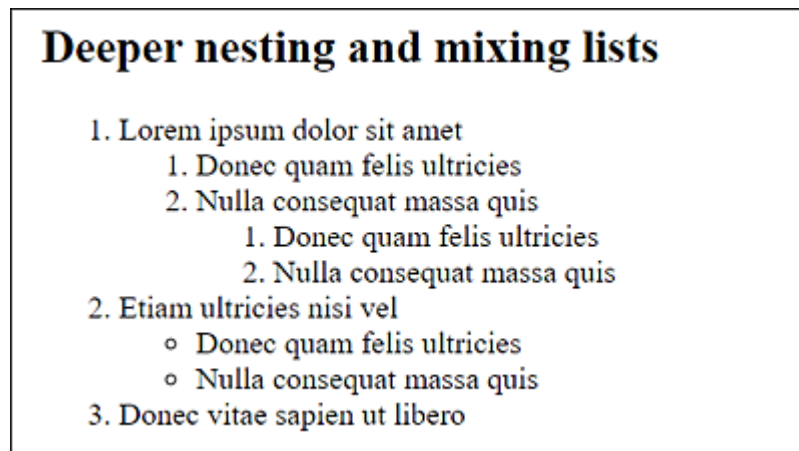 Deeper nesting and mixing lists
1. Lorem ipsum dolor sit amet
1. Donec quam felis ultricies
2. Nulla consequat massa quis
1. Donec quam felis ultricies
2. Nulla consequat massa quis
2. Etiam ultricies nisi vel
◦ Donec quam felis ultricies
◦ Nulla consequat massa quis
3. Donec vitae sapien ut libero